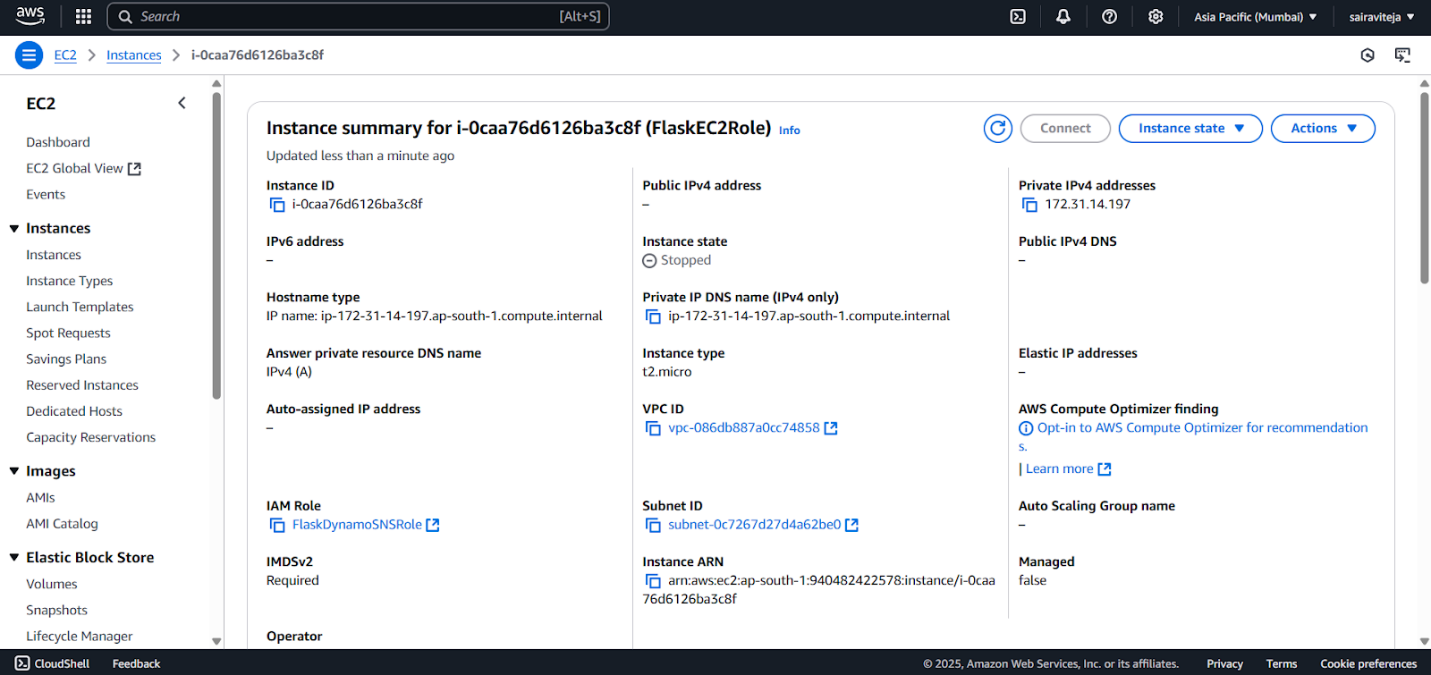 aws
Search
[Alt+S]
Asia Pacific (Mumbai)
sairaviteja
EC2
Instances
i-0caa76d6126ba3c8f
EC2
Dashboard
EC2 Global View
Events
Instances
Instances
Instance Types
Launch Templates
Spot Requests
Savings Plans
Reserved Instances
Dedicated Hosts
Capacity Reservations
Images
AMIs
AMI Catalog
Elastic Block Store
Volumes
Snapshots
Lifecycle Manager
Instance summary for i-0caa76d6126ba3c8f (FlaskEC2Role) Info
Updated less than a minute ago
Connect
Instance state
Actions
Instance ID
i-0caa76d6126ba3c8f
Public IPv4 address
–
Private IPv4 addresses
172.31.14.197
IPv6 address
–
Instance state
Stopped
Public IPv4 DNS
–
Hostname type
IP name: ip-172-31-14-197.ap-south-1.compute.internal
Private IP DNS name (IPv4 only)
ip-172-31-14-197.ap-south-1.compute.internal
Answer private resource DNS name
IPv4 (A)
Instance type
t2.micro
Elastic IP addresses
–
Auto-assigned IP address
–
VPC ID
vpc-086db887a0cc74858
AWS Compute Optimizer finding
Opt-in to AWS Compute Optimizer for recommendation
s.
| Learn more
IAM Role
FlaskDynamoSNSRole
Subnet ID
subnet-0c7267d27d4a62be0
Auto Scaling Group name
–
IMDSv2
Required
Instance ARN
arn:aws:ec2:ap-south-1:940482422578:instance/i-0caa
76d6126ba3c8f
Managed
false
Operator
CloudShell
Feedback
© 2025, Amazon Web Services, Inc. or its affiliates.
Privacy
Terms
Cookie preferences